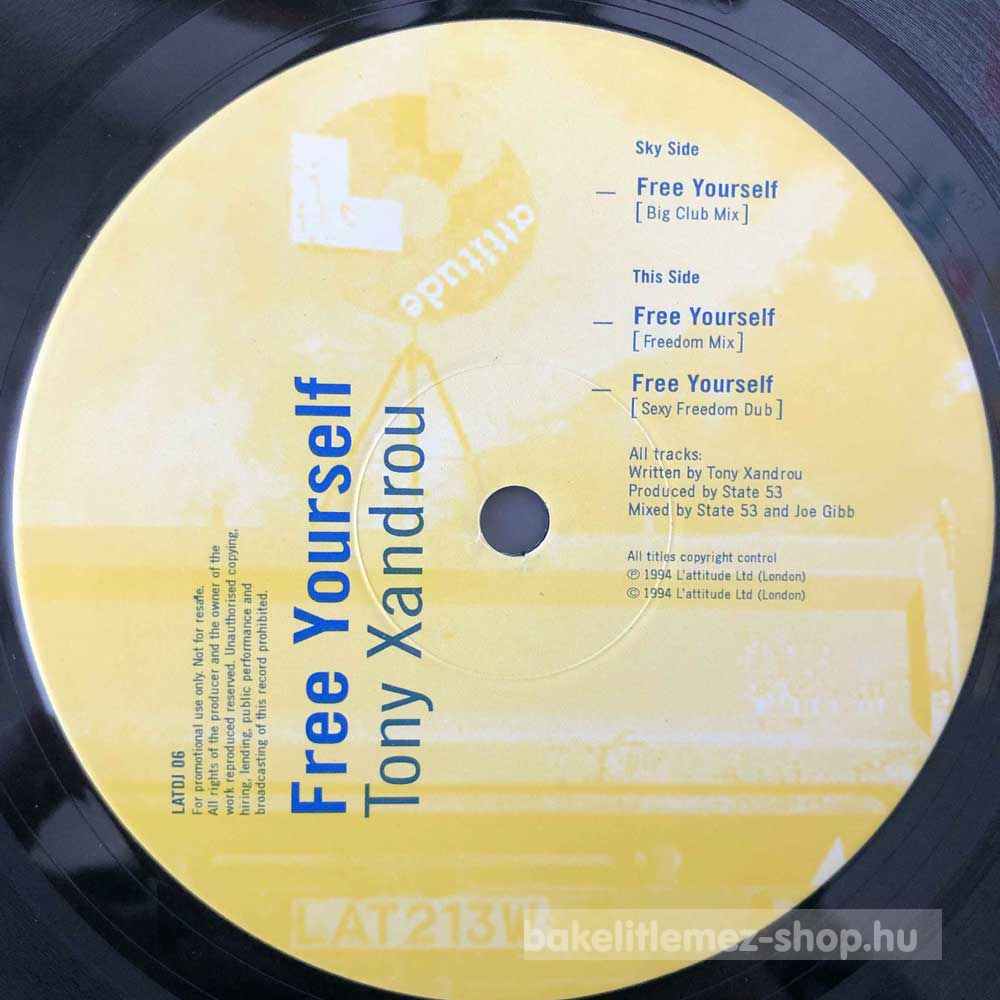 Sky Side
— Free Yourself
[Big Club Mix]
This Side
— Free Yourself
[Freedom Mix]
— Free Yourself
[Sexy Freedom Dub]
All tracks:
Written by Tony Xandrou
Produced by State 53
Mixed by State 53 and Joe Gibb
All titles copyright control
℗ 1994 L'attitude Ltd (London)
© 1994 L'attitude Ltd (London)
L
attitude
Free Yourself
Tony Xandrou
LATDJ 06
For promotional use only. Not for resale.
All rights of the producer and the owner of the
work reproduced reserved. Unauthorised copying,
hiring, lending, public performance and
broadcasting of this record prohibited.
LAT213W
bakelitlemez-shop.hu